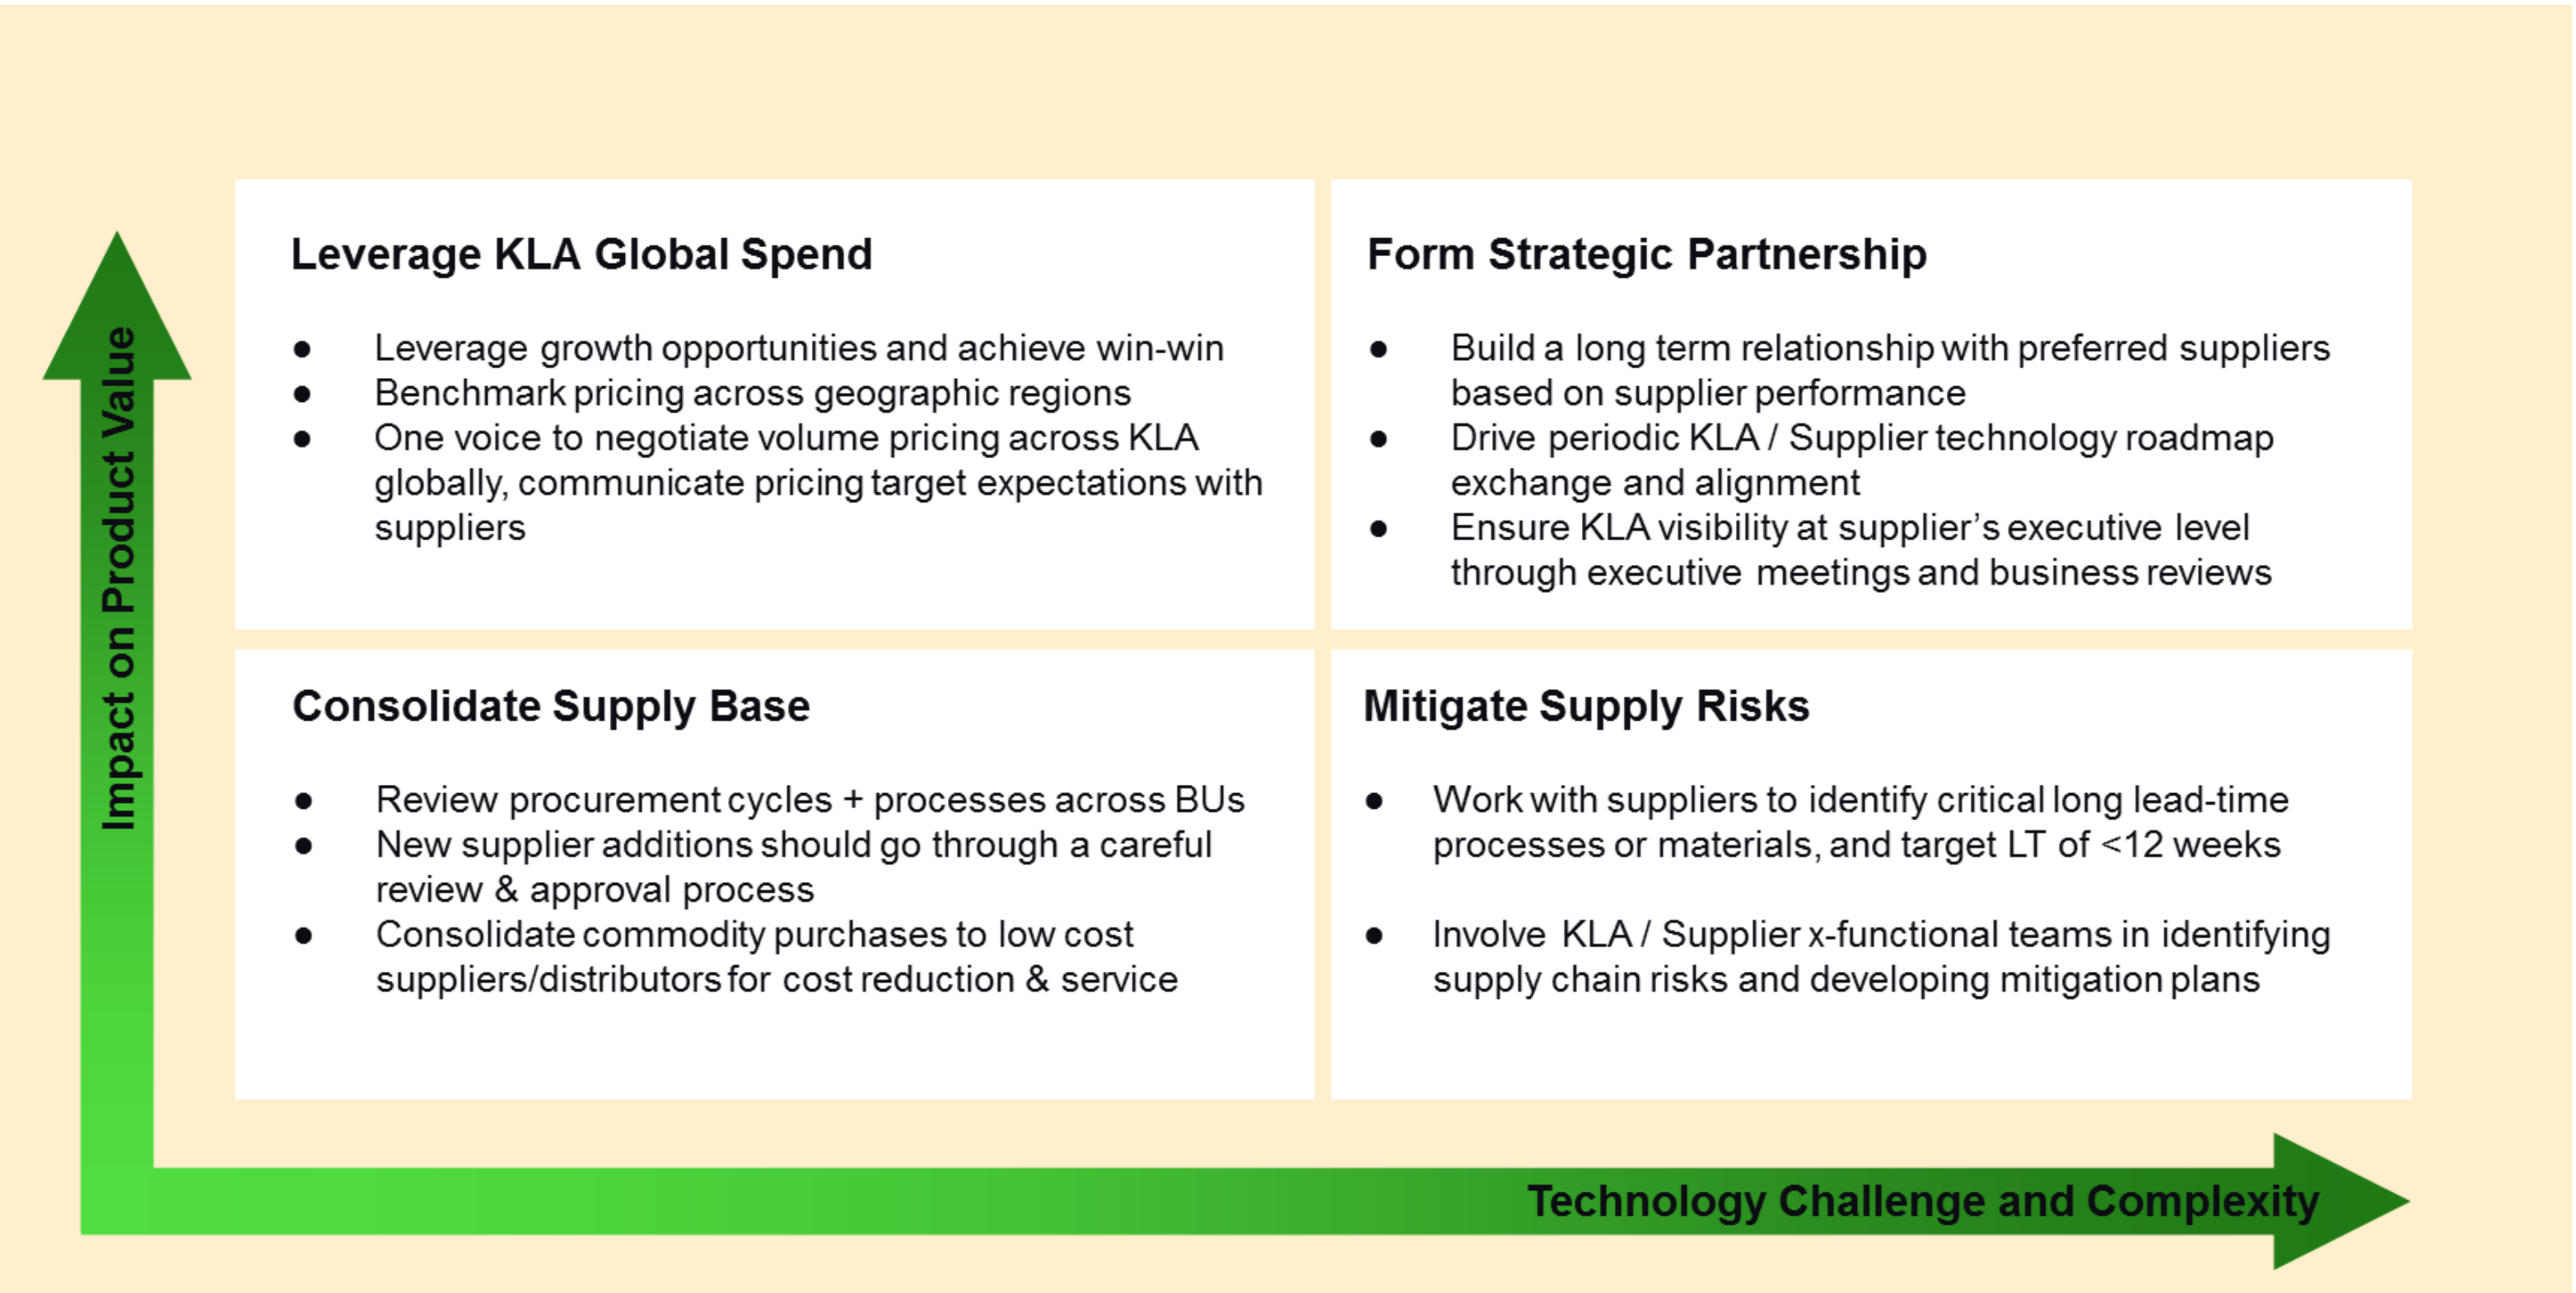 Impact on Product Value
Leverage KLA Global Spend
● Leverage growth opportunities and achieve win-win
● Benchmark pricing across geographic regions
● One voice to negotiate volume pricing across KLA
globally, communicate pricing target expectations with
suppliers
Form Strategic Partnership
● Build a long term relationship with preferred suppliers
based on supplier performance
● Drive periodic KLA / Supplier technology roadmap
exchange and alignment
● Ensure KLA visibility at supplier’s executive level
through executive meetings and business reviews
Consolidate Supply Base
● Review procurement cycles + processes across BUs
● New supplier additions should go through a careful
review & approval process
● Consolidate commodity purchases to low cost
suppliers/distributors for cost reduction & service
Mitigate Supply Risks
● Work with suppliers to identify critical long lead-time
processes or materials, and target LT of <12 weeks
● Involve KLA / Supplier x-functional teams in identifying
supply chain risks and developing mitigation plans
Technology Challenge and Complexity